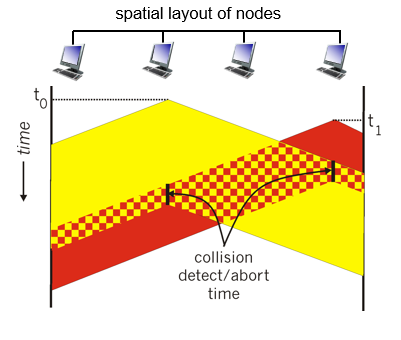 spatial layout of nodes
t0
t1
time
collision
detect/abort
time